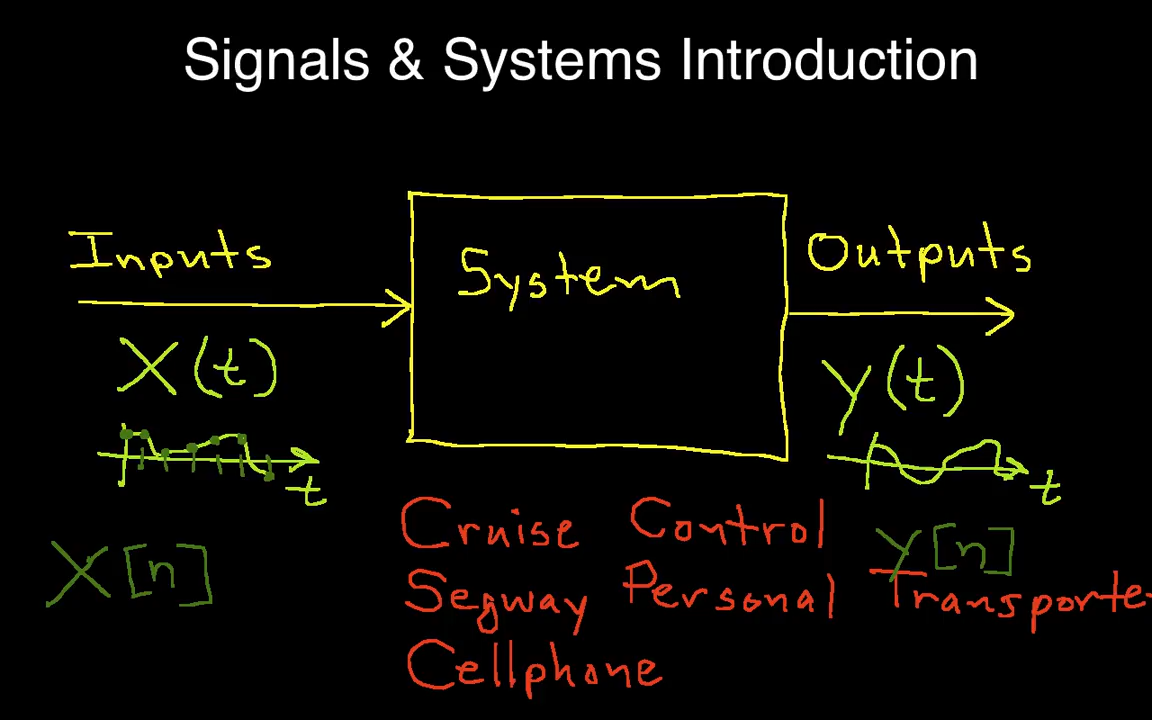 Signals & Systems Introduction
Inputs
System
Outputs
X(t)
Y(t)
t
t
X[n]
Y[n]
Cruise Control
Segway Personal Transporte
Cellphone